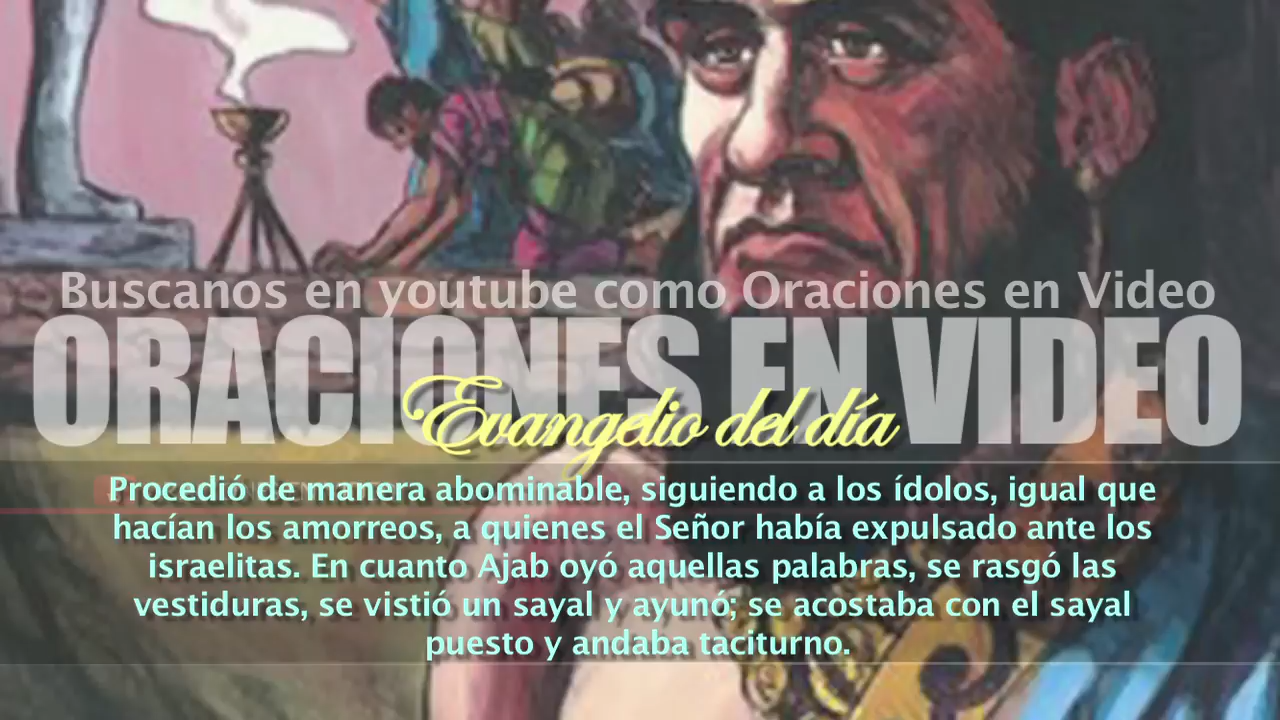 Buscanos en youtube como Oraciones en Video
ORACIONES EN VIDEO
Evangelio del día
Procedió de manera abominable, siguiendo a los ídolos, igual que
hacían los amorreos, a quienes el Señor había expulsado ante los
israelitas. En cuanto Ajab oyó aquellas palabras, se rasgó las
vestiduras, se vistió un sayal y ayunó; se acostaba con el sayal
puesto y andaba taciturno.